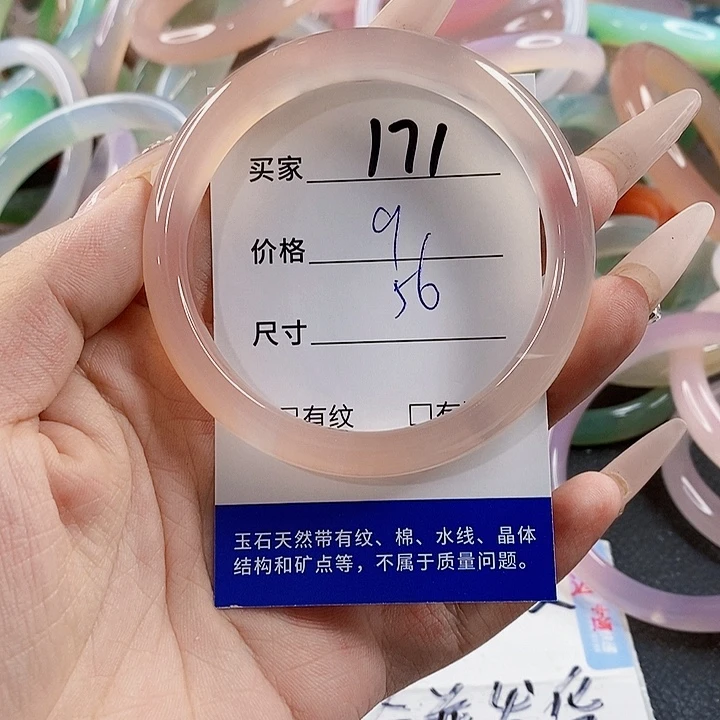 买家 171
价格 9
56
尺寸
□有纹 □有
玉石天然带有纹、棉、水线、晶体
结构和矿点等，不属于质量问题。